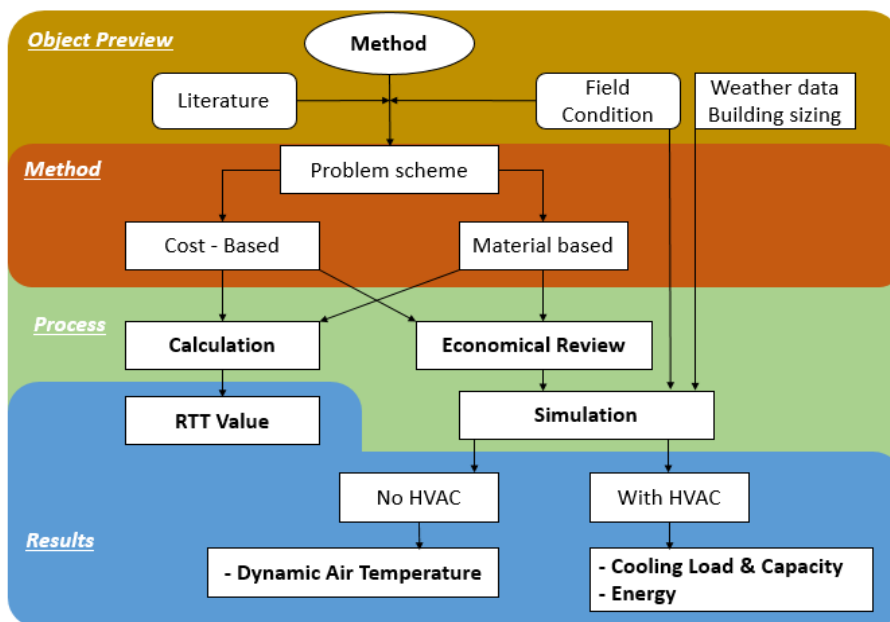 Object Preview
Method
Literature
Field
Condition
Weather data
Building sizing
Method
Problem scheme
Cost - Based
Material based
Process
Calculation
Economical Review
RTT Value
Simulation
No HVAC
With HVAC
Results
- Dynamic Air Temperature
- Cooling Load & Capacity
- Energy